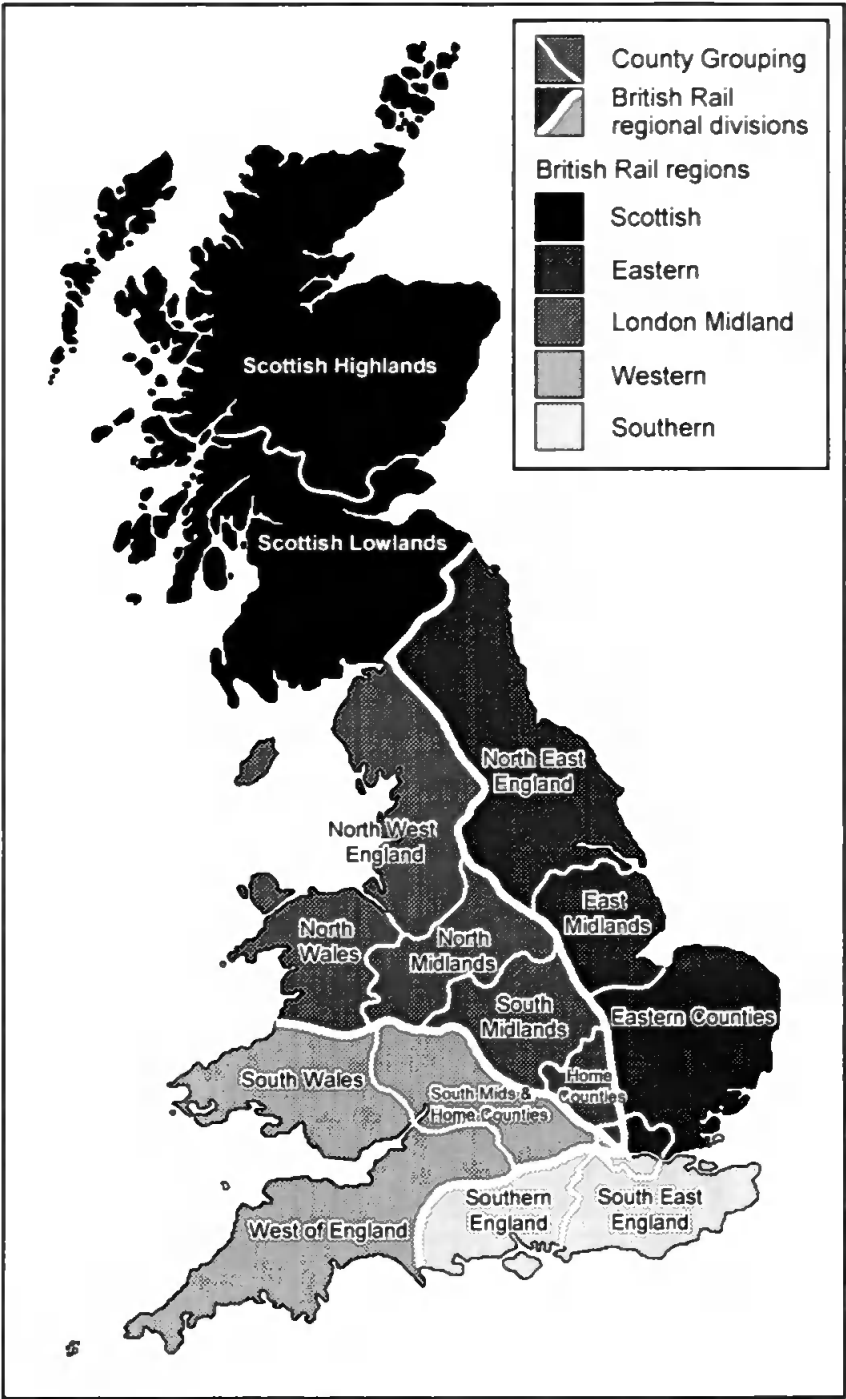 County Grouping
British Rail
regional divisions
British Rail regions
Scottish
Eastern
London Midland
Western
Southern
Scottish Highlands
Scottish Lowlands
North East
England
North West
England
East
Midlands
North
Wales
North
Midlands
South
Midlands
Eastern Counties
Home
Counties
South Wales
South Mids &
Home Counties
Southern
England
South East
England
West of England